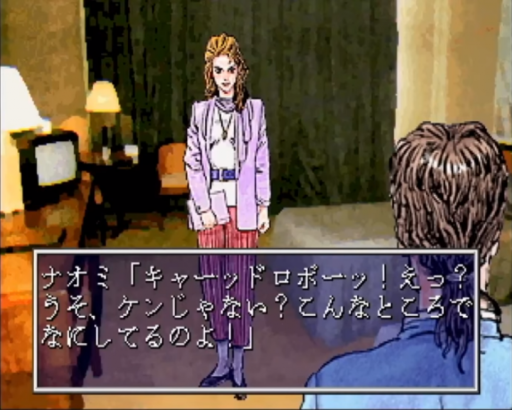 ナオミ「キャーッドロボーッ！えっ？
うそ、ケンじゃない？こんなところで
なにしてるのよ！」